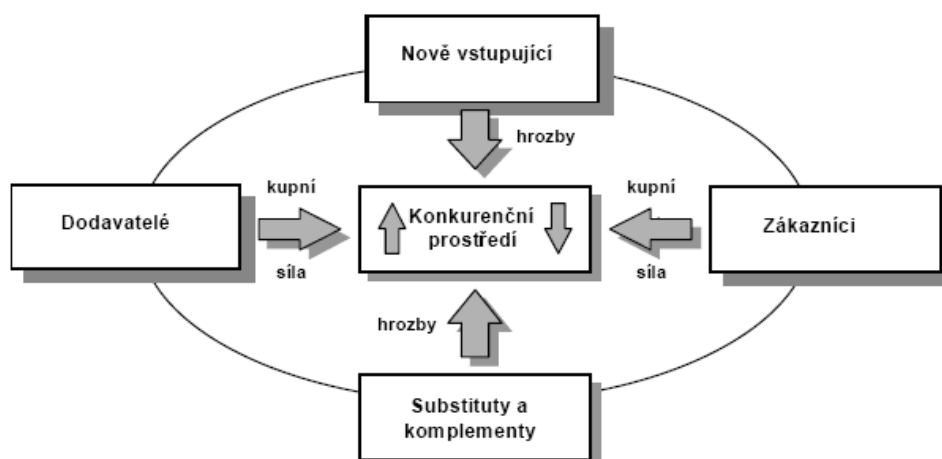 Nově vstupující
hrozby
kupní
síla
Dodavatelé
Konkurenční
prostředí
kupní
síla
Zákazníci
hrozby
Substituty a
komplementy